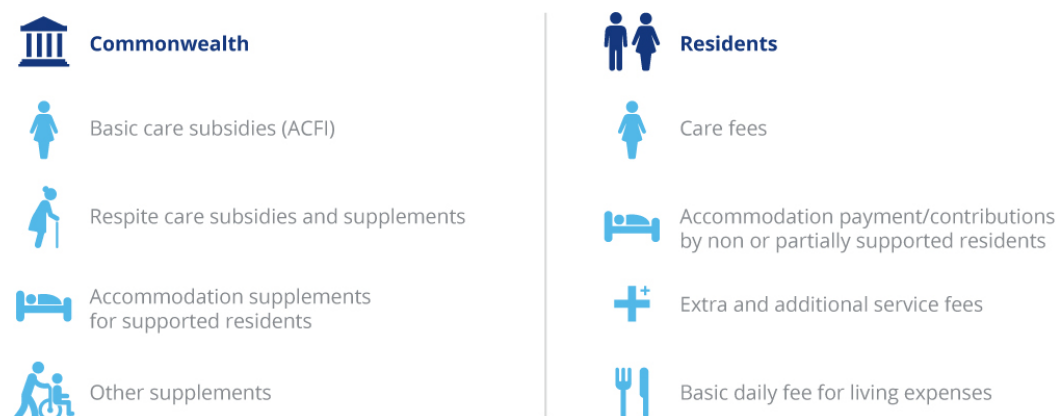 Commonwealth
Basic care subsidies (ACFI)
Respite care subsidies and supplements
Accommodation supplements
for supported residents
Other supplements
Residents
Care fees
Accommodation payment/contributions
by non or partially supported residents
Extra and additional service fees
Basic daily fee for living expenses